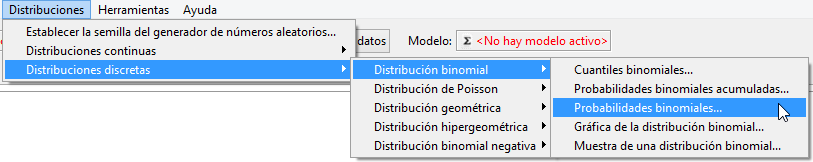 Distribuciones Herramientas Ayuda
Establecer la semilla del generador de números aleatorios...
Distribuciones continuas
datos Modelo: Σ <No hay modelo activo>
Distribuciones discretas
Distribución binomial
Distribución de Poisson
Distribución geométrica
Distribución hipergeométrica
Distribución binomial negativa
Cuantiles binomiales...
Probabilidades binomiales acumuladas...
Probabilidades binomiales...
Gráfica de la distribución binomial...
Muestra de una distribución binomial...